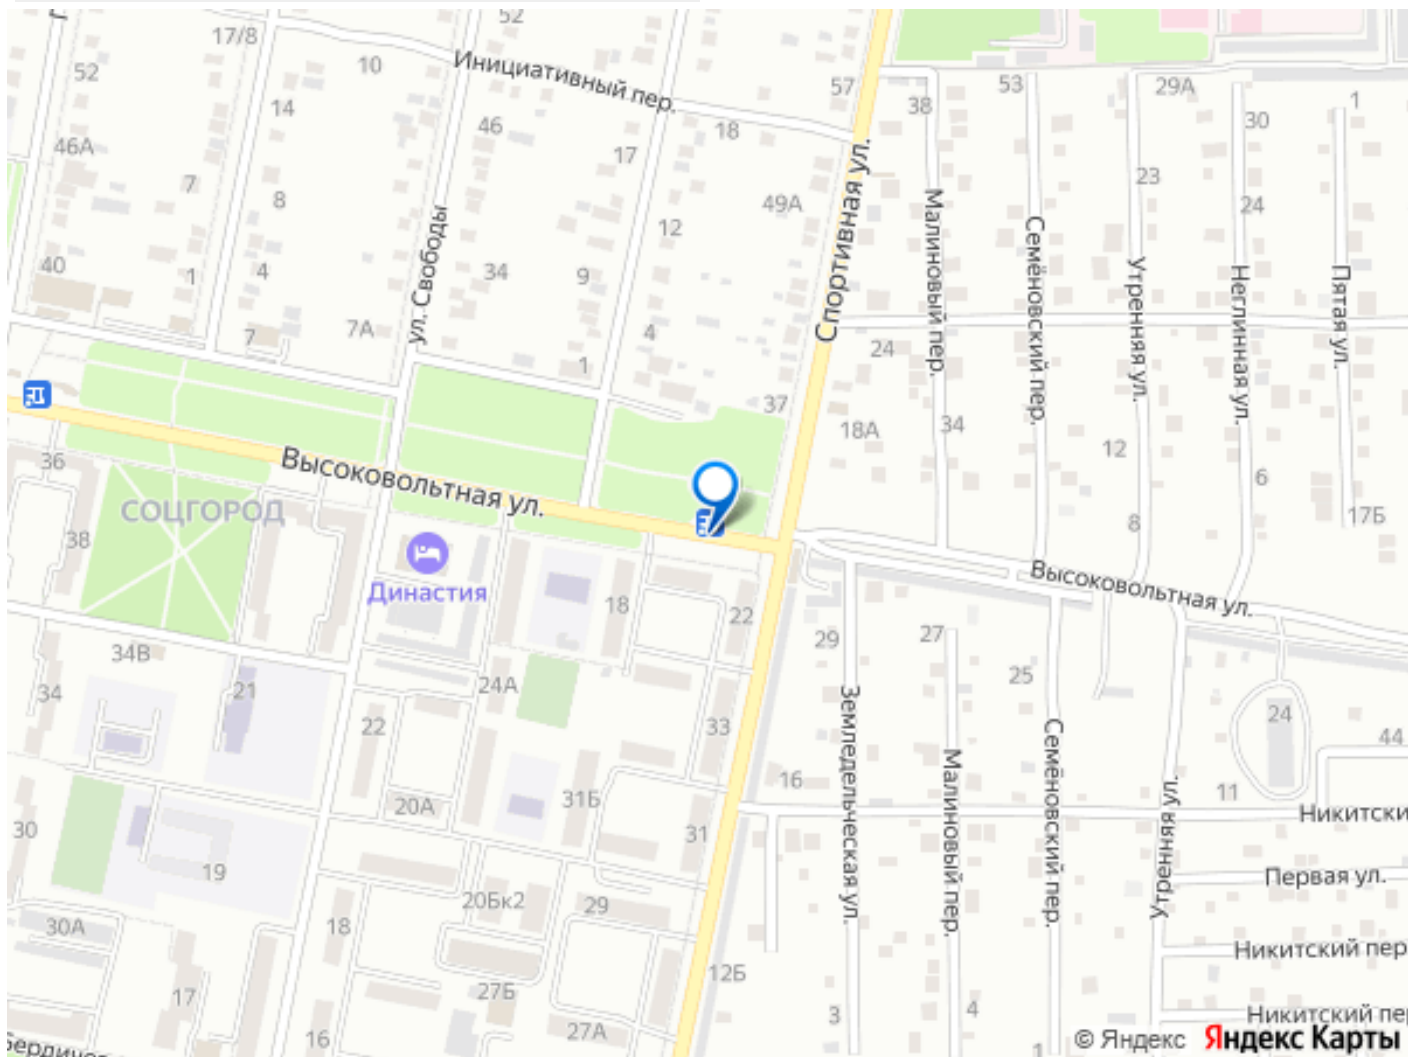 52
17/8
52
10
Инициативный пер.
57
38
53
29А
1
14
46
18
30
46А
17
23
7
8
49А
24
12
Спортивная ул.
Малиновый пер.
Семёновский пер.
Утренняя ул.
Неглинная ул.
Пятая ул.
ул. Свободы
40
1
4
34
9
7
7А
4
24
1
37
18А
34
12
36
6
Высоковольтная ул.
СОЦГОРОД
17Б
8
38
Династия
18
22
Высоковольтная ул.
29
27
34В
25
34
21
24А
22
33
24
44
Земледельческая ул.
Малиновый пер.
Семёновский пер.
Утренняя ул.
16
11
20А
31Б
Никитски
30
31
19
Первая ул.
20Бк2
29
30А
18
Никитский пер
12Б
17
27Б
3
4
Никитский пер
16
27А
1
Бердичев
© Яндекс Яндекс Карты